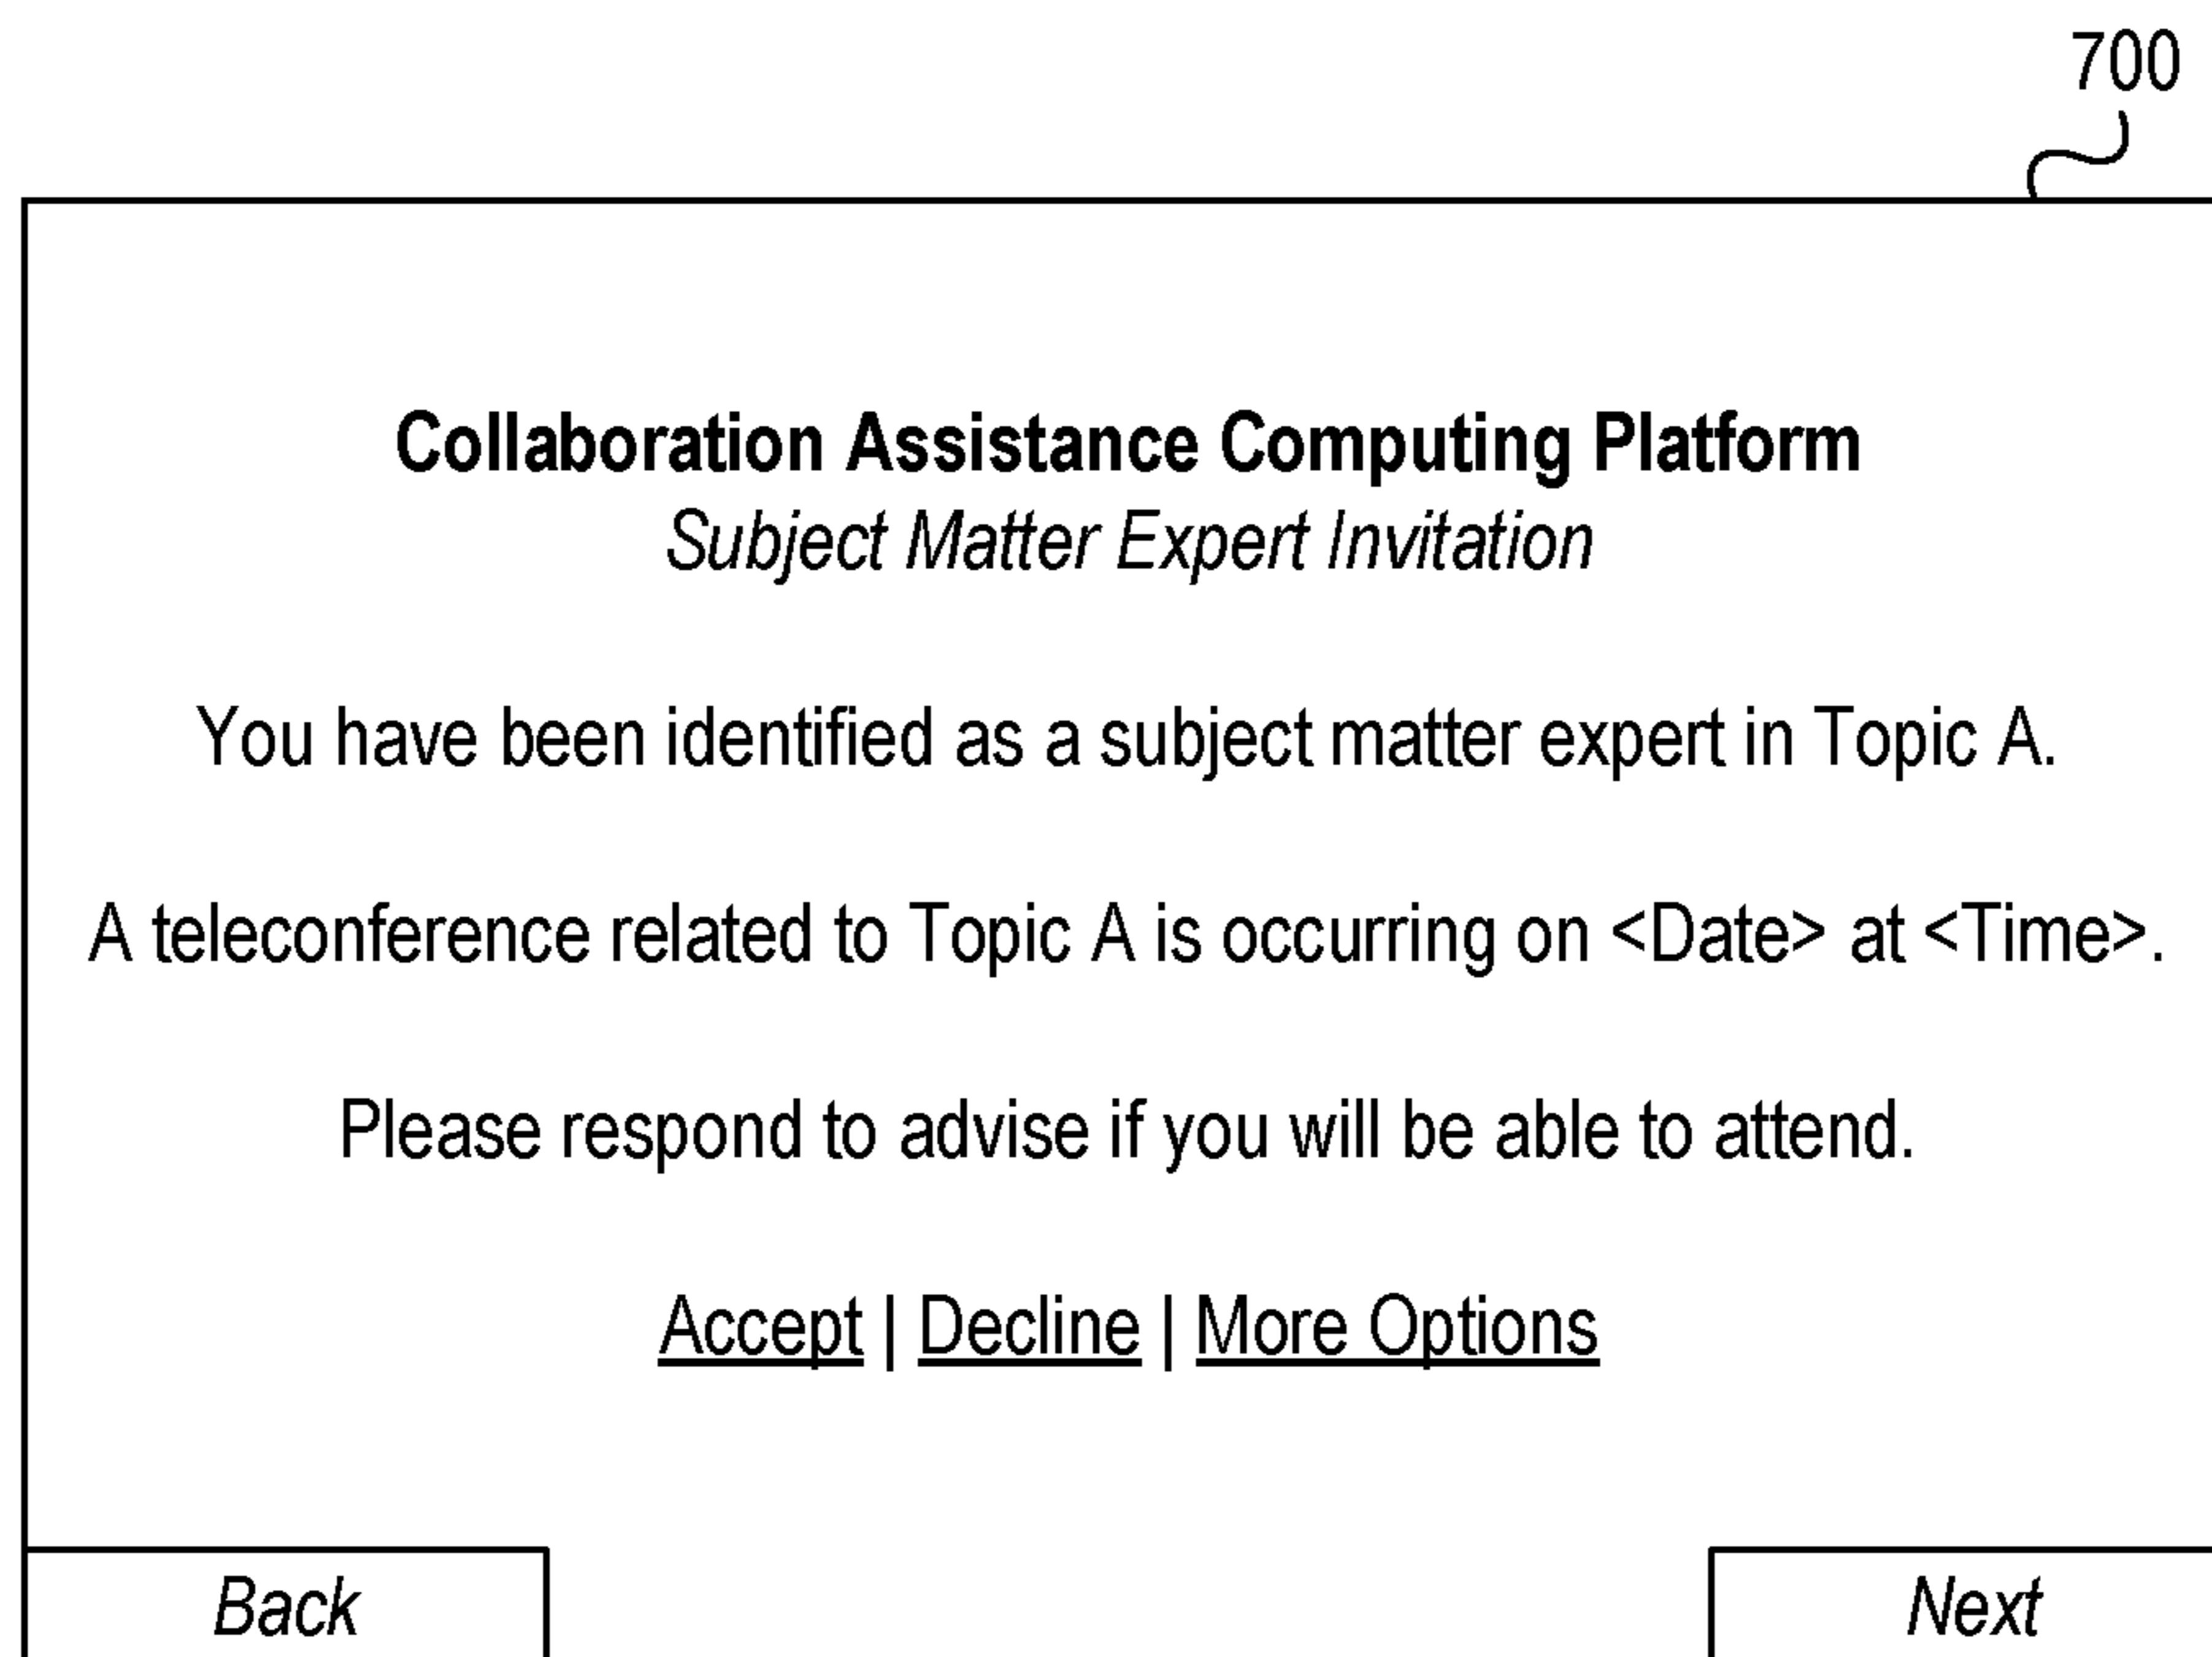 700
Collaboration Assistance Computing Platform
Subject Matter Expert Invitation
You have been identified as a subject matter expert in Topic A.
A teleconference related to Topic A is occurring on <Date> at <Time>.
Please respond to advise if you will be able to attend.
Accept | Decline | More Options
Back
Next